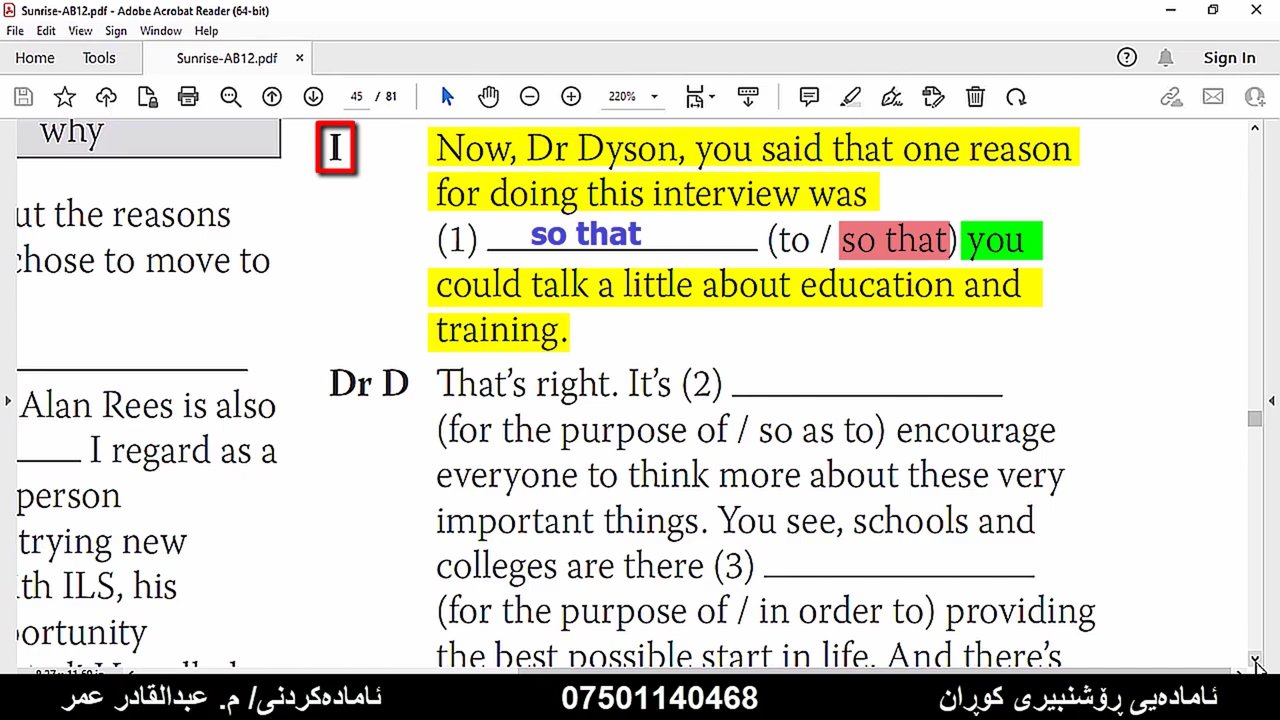 Sunrise-AB12.pdf - Adobe Acrobat Reader (64-bit)
File Edit View Sign Window Help
Home Tools Sunrise-AB12.pdf × Sign In
45 / 81 220%
why
ut the reasons
chose to move to
Alan Rees is also
I regard as a
person
trying new
ith ILS, his
portunity
I Now, Dr Dyson, you said that one reason
for doing this interview was
(1) so that (to / so that) you
could talk a little about education and
training.
Dr D That's right. It's (2)
(for the purpose of / so as to) encourage
everyone to think more about these very
important things. You see, schools and
colleges are there (3)
(for the purpose of / in order to) providing
the best possible start in life. And there's
ئامادەیی ڕۆشنبیری کوڕان 07501140468 ئامادەکردنی/ م. عبدالقادر عمر